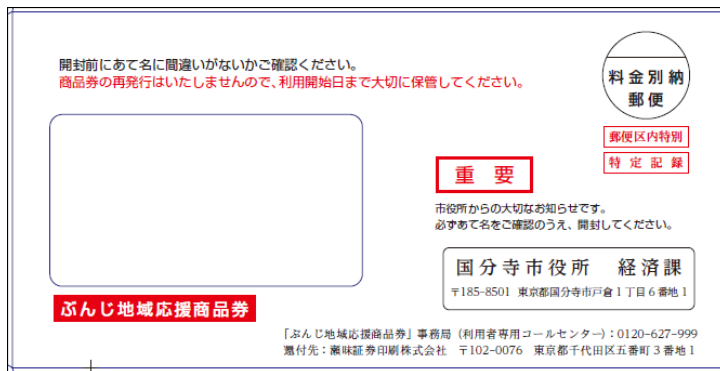 開封前にあて名に間違いがないかご確認ください。
商品券の再発行はいたしませんので、利用開始日まで大切に保管してください。
料金別納
郵便
郵便区内特別
特定記録
重要
市役所からの大切なお知らせです。
必ずあて名をご確認のうえ、開封してください。
国分寺市役所 経済課
〒185-8501 東京都国分寺市戸倉1丁目6番地1
ぶんじ地域応援商品券
「ぶんじ地域応援商品券」事務局(利用者専用コールセンター):0120-627-999
還付先:瀬味証券印刷株式会社 〒102-0076 東京都千代田区五番町3番地1